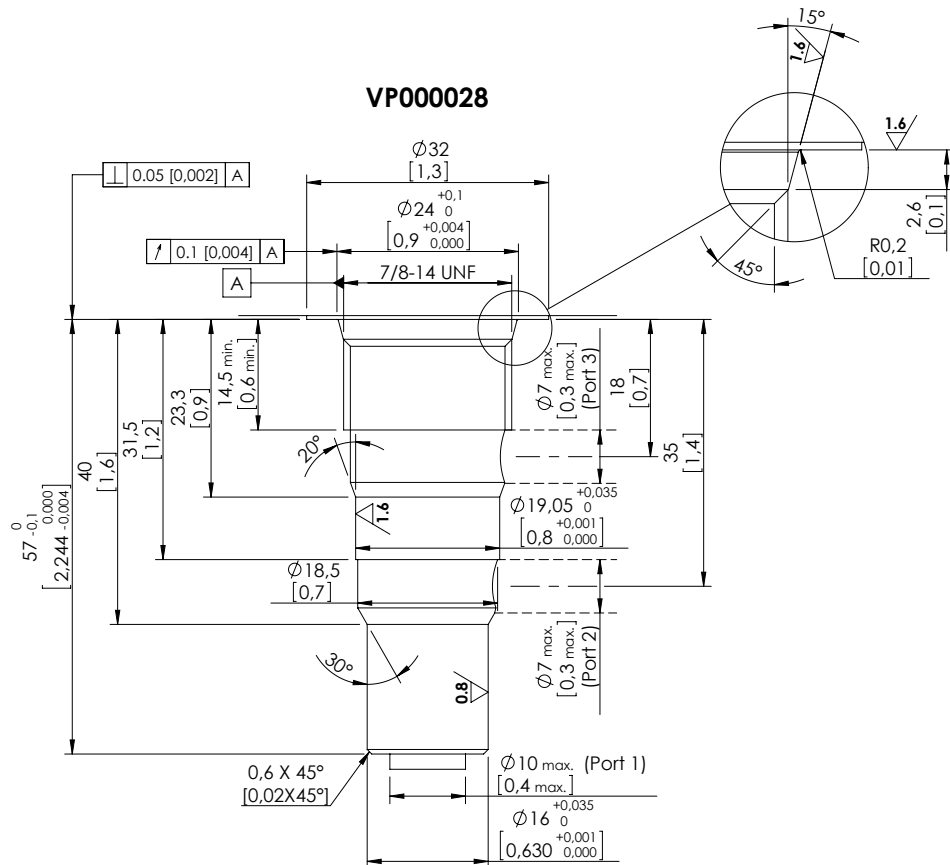 VP000028
15°
1.6
1.6
2,6
[0,1]
R0,2
[0,01]
45°
Ø32
[1,3]
⊥ 0.05 [0,002] A
Ø24 +0,1 0
[0,9 +0,004 0,000]
↗ 0.1 [0,004] A
A
7/8-14 UNF
14,5 min.
[0,6 min.]
23,3
[0,9]
31,5
[1,2]
40
[1,6]
57 0 -0,1
[2,244 0,000 -0,004]
20°
1.6
Ø7 max.
[0,3 max.]
(Port 3)
18
[0,7]
35
[1,4]
Ø19,05 +0,035 0
[0,8 +0,001 0,000]
Ø18,5
[0,7]
Ø7 max.
[0,3 max.]
(Port 2)
30°
0.8
0,6 X 45°
[0,02X45°]
Ø10 max. (Port 1)
[0,4 max.]
Ø16 +0,035 0
[0,630 +0,001 0,000]